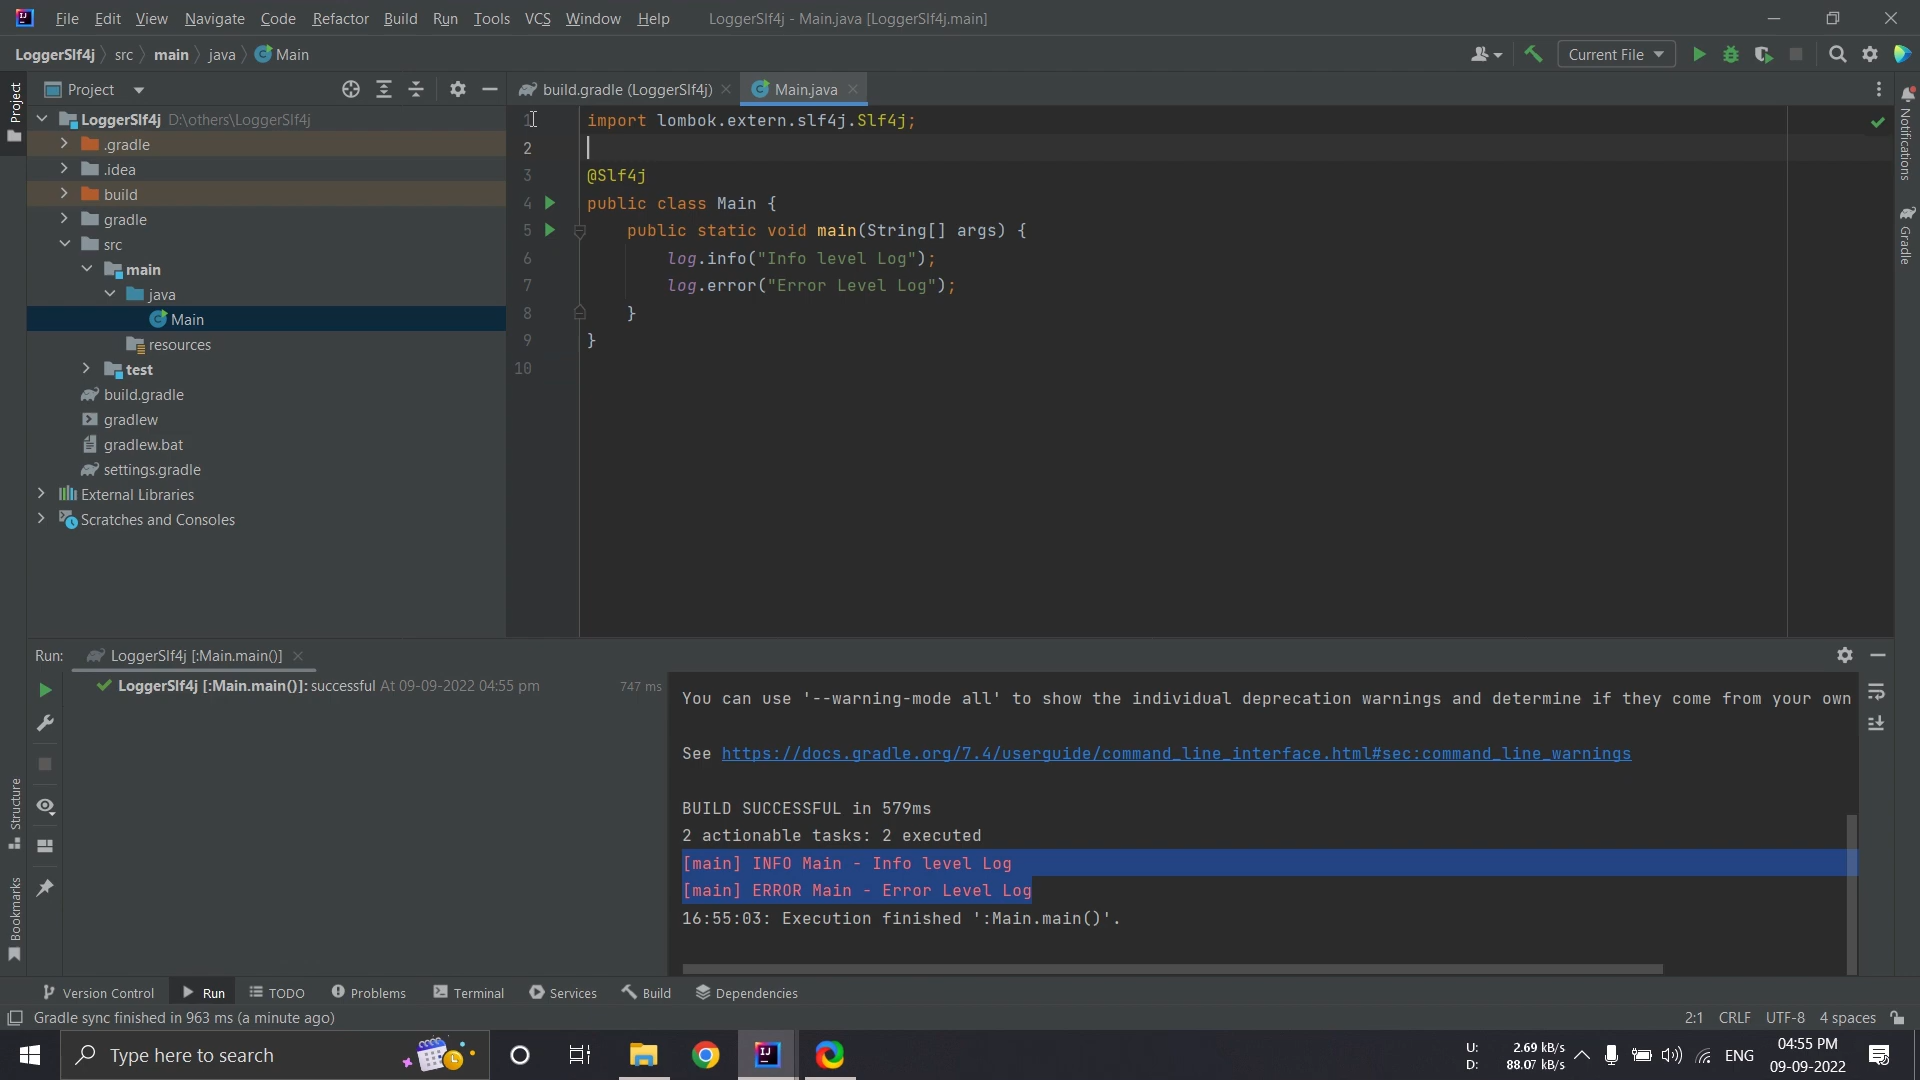 File Edit View Navigate Code Refactor Build Run Tools VCS Window Help LoggerSlf4j - Main.java [LoggerSlf4j.main]
LoggerSlf4j src main java Main Current File
Project build.gradle (LoggerSlf4j) Main.java
Project
LoggerSlf4j D:\others\LoggerSlf4j
.gradle
.idea
build
gradle
src
main
java
Main
resources
test
build.gradle
gradlew
gradlew.bat
settings.gradle
External Libraries
Scratches and Consoles
1 import lombok.extern.slf4j.Slf4j;
2
3 @Slf4j
4 public class Main {
5 public static void main(String[] args) {
6 log.info("Info level Log");
7 log.error("Error Level Log");
8 }
9 }
10
Notifications
Gradle
Run: LoggerSlf4j [:Main.main()]
LoggerSlf4j [:Main.main()]: successful At 09-09-2022 04:55 pm 747 ms
You can use '--warning-mode all' to show the individual deprecation warnings and determine if they come from your own
See https://docs.gradle.org/7.4/userguide/command_line_interface.html#sec:command_line_warnings
BUILD SUCCESSFUL in 579ms
2 actionable tasks: 2 executed
[main] INFO Main - Info level Log
[main] ERROR Main - Error Level Log
16:55:03: Execution finished ':Main.main()'.
Structure
Bookmarks
Version Control Run TODO Problems Terminal Services Build Dependencies
Gradle sync finished in 963 ms (a minute ago) 2:1 CRLF UTF-8 4 spaces
Type here to search
U: 2.69 kB/s
D: 88.07 kB/s
ENG
04:55 PM
09-09-2022